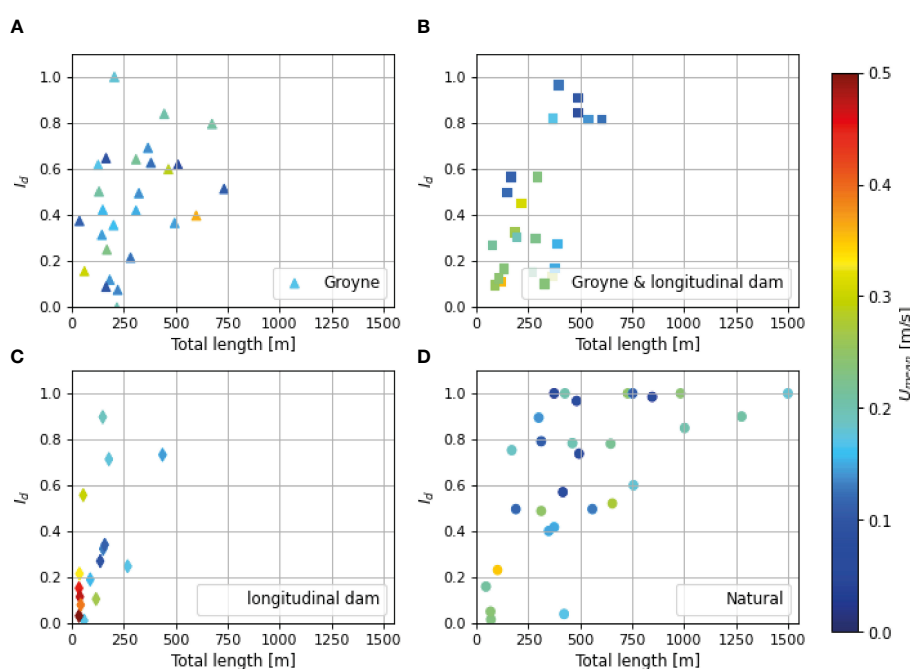 A
B
1.0
0.8
0.6
0.4
0.2
0.0
I_d
0 250 500 750 1000 1250 1500
Total length [m]
Groyne
1.0
0.8
0.6
0.4
0.2
0.0
I_d
0 250 500 750 1000 1250 1500
Total length [m]
Groyne & longitudinal dam
C
D
1.0
0.8
0.6
0.4
0.2
0.0
I_d
0 250 500 750 1000 1250 1500
Total length [m]
longitudinal dam
1.0
0.8
0.6
0.4
0.2
0.0
I_d
0 250 500 750 1000 1250 1500
Total length [m]
Natural
0.5
0.4
0.3
0.2
0.1
0.0
U_mean [m/s]